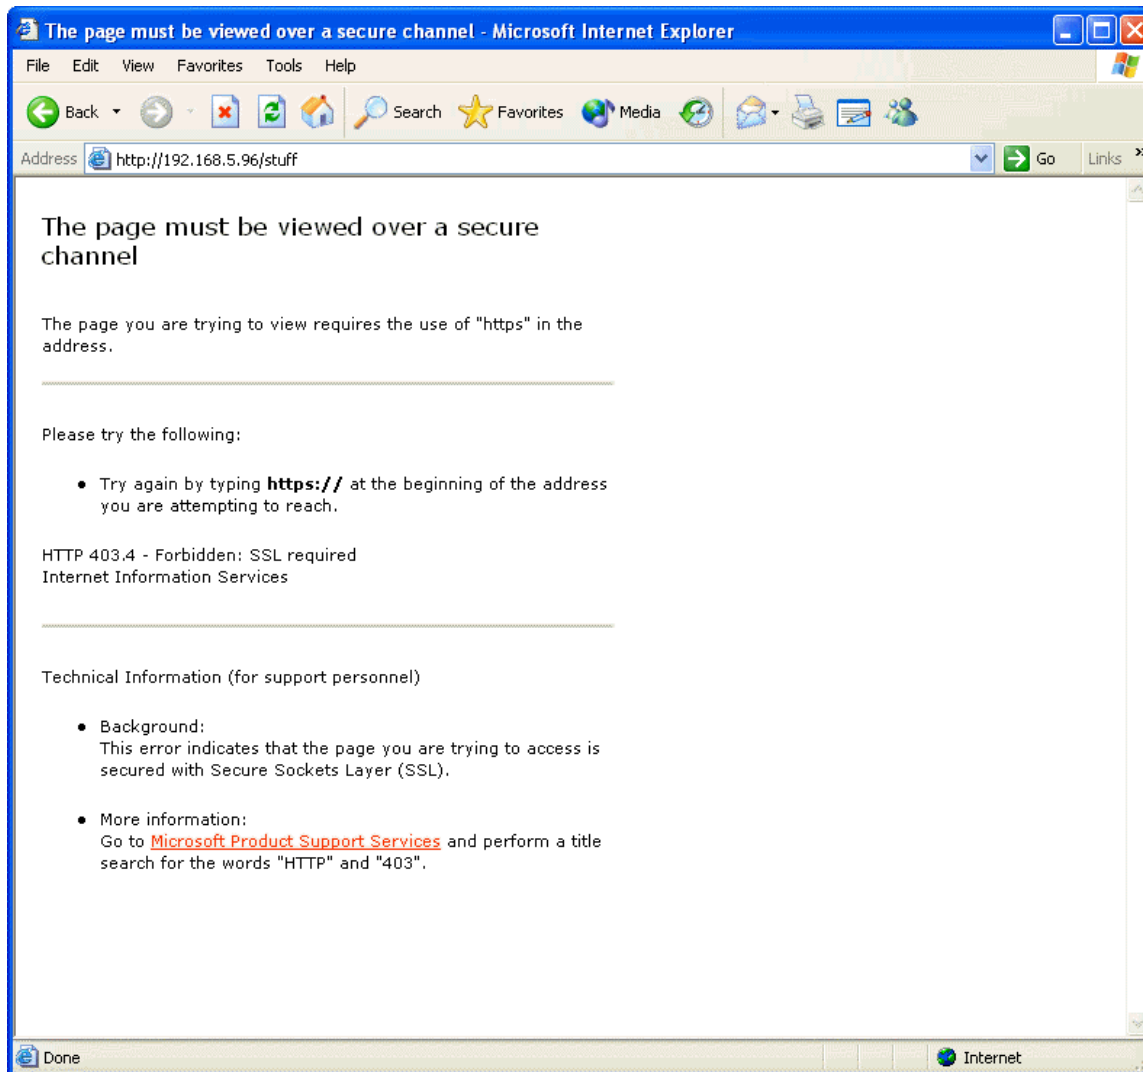 The page must be viewed over a secure channel - Microsoft Internet Explorer
File Edit View Favorites Tools Help
Back Search Favorites Media
Address http://192.168.5.96/stuff Go Links »
The page must be viewed over a secure
channel
The page you are trying to view requires the use of "https" in the
address.
Please try the following:
• Try again by typing https:// at the beginning of the address
you are attempting to reach.
HTTP 403.4 - Forbidden: SSL required
Internet Information Services
Technical Information (for support personnel)
• Background:
This error indicates that the page you are trying to access is
secured with Secure Sockets Layer (SSL).
• More information:
Go to Microsoft Product Support Services and perform a title
search for the words "HTTP" and "403".
Done Internet